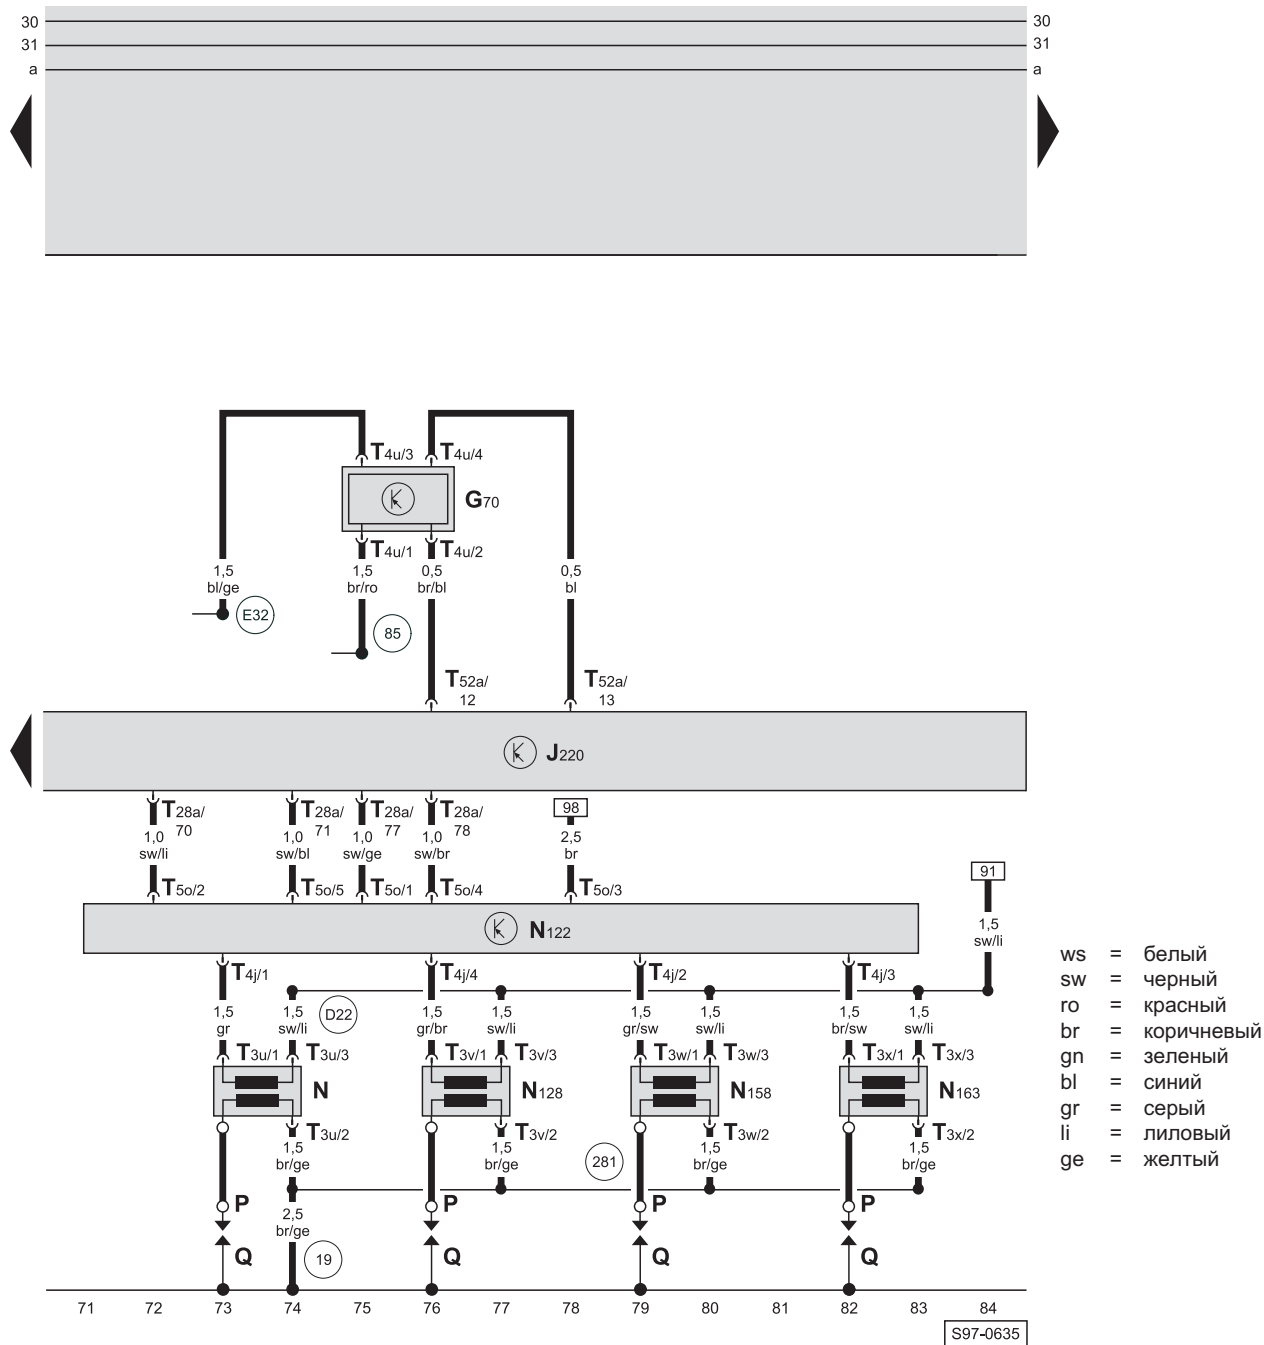 30 30
31 31
a a
T4u/3 T4u/4
G70
T4u/1 T4u/2
1,5 1,5 0,5 0,5
bl/ge br/ro br/bl bl
E32
85
T52a/ T52a/
12 13
J220
T28a/ T28a/ T28a/ T28a/ 98
70 71 77 78
1,0 1,0 1,0 1,0 2,5
sw/li sw/bl sw/ge sw/br br
T5o/2 T5o/5 T5o/1 T5o/4 T5o/3
91
1,5
sw/li
N122
T4j/1 T4j/4 T4j/2 T4j/3
D22
1,5 1,5 1,5 1,5 1,5 1,5 1,5 1,5
gr sw/li gr/br sw/li gr/sw sw/li br/sw sw/li
T3u/1 T3u/3 T3v/1 T3v/3 T3w/1 T3w/3 T3x/1 T3x/3
N N128 N158 N163
T3u/2 T3v/2 T3w/2 T3x/2
1,5 1,5 1,5 1,5
br/ge br/ge br/ge br/ge
281
P P P P
2,5
br/ge
Q Q Q Q
19
71 72 73 74 75 76 77 78 79 80 81 82 83 84
S97-0635
ws = белый
sw = черный
ro = красный
br = коричневый
gn = зеленый
bl = синий
gr = серый
li = лиловый
ge = желтый